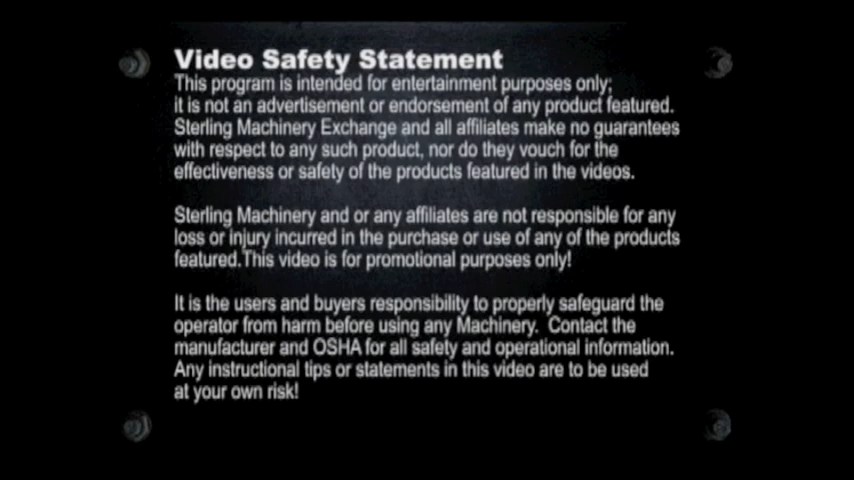 Video Safety Statement
This program is intended for entertainment purposes only;
it is not an advertisement or endorsement of any product featured.
Sterling Machinery Exchange and all affiliates make no guarantees
with respect to any such product, nor do they vouch for the
effectiveness or safety of the products featured in the videos.
Sterling Machinery and or any affiliates are not responsible for any
loss or injury incurred in the purchase or use of any of the products
featured.This video is for promotional purposes only!
It is the users and buyers responsibility to properly safeguard the
operator from harm before using any Machinery.  Contact the
manufacturer and OSHA for all safety and operational information.
Any instructional tips or statements in this video are to be used
at your own risk!